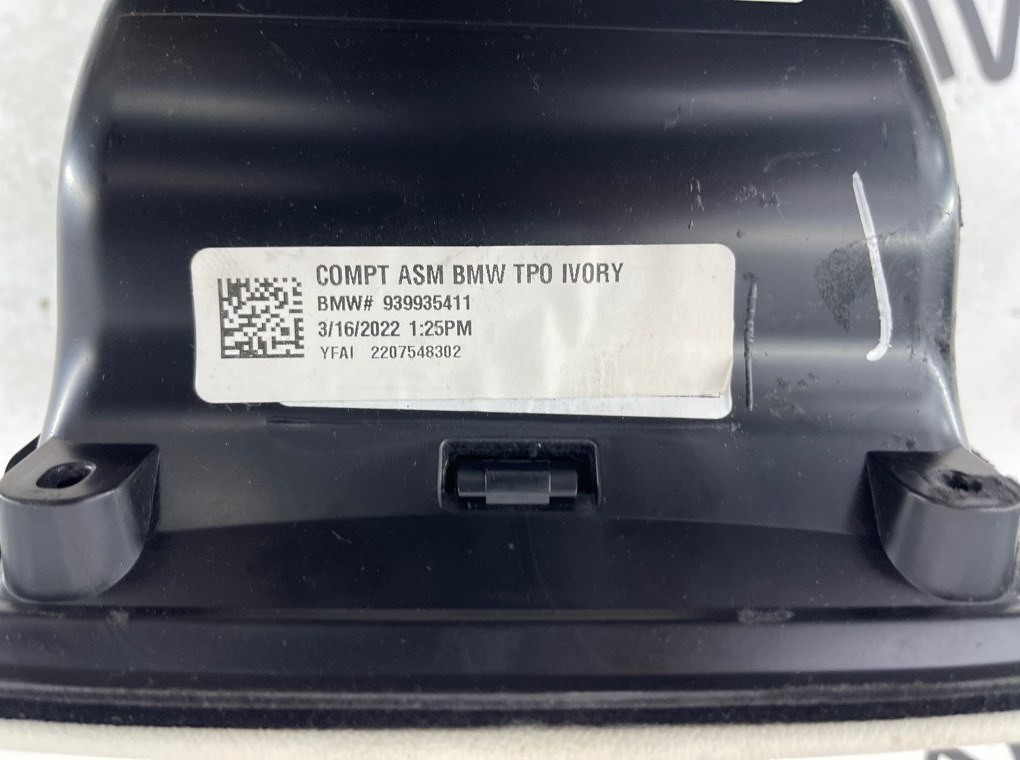 COMPT ASM BMW TPO IVORY
BMW# 939935411
3/16/2022 1:25PM
YFAI 2207548302